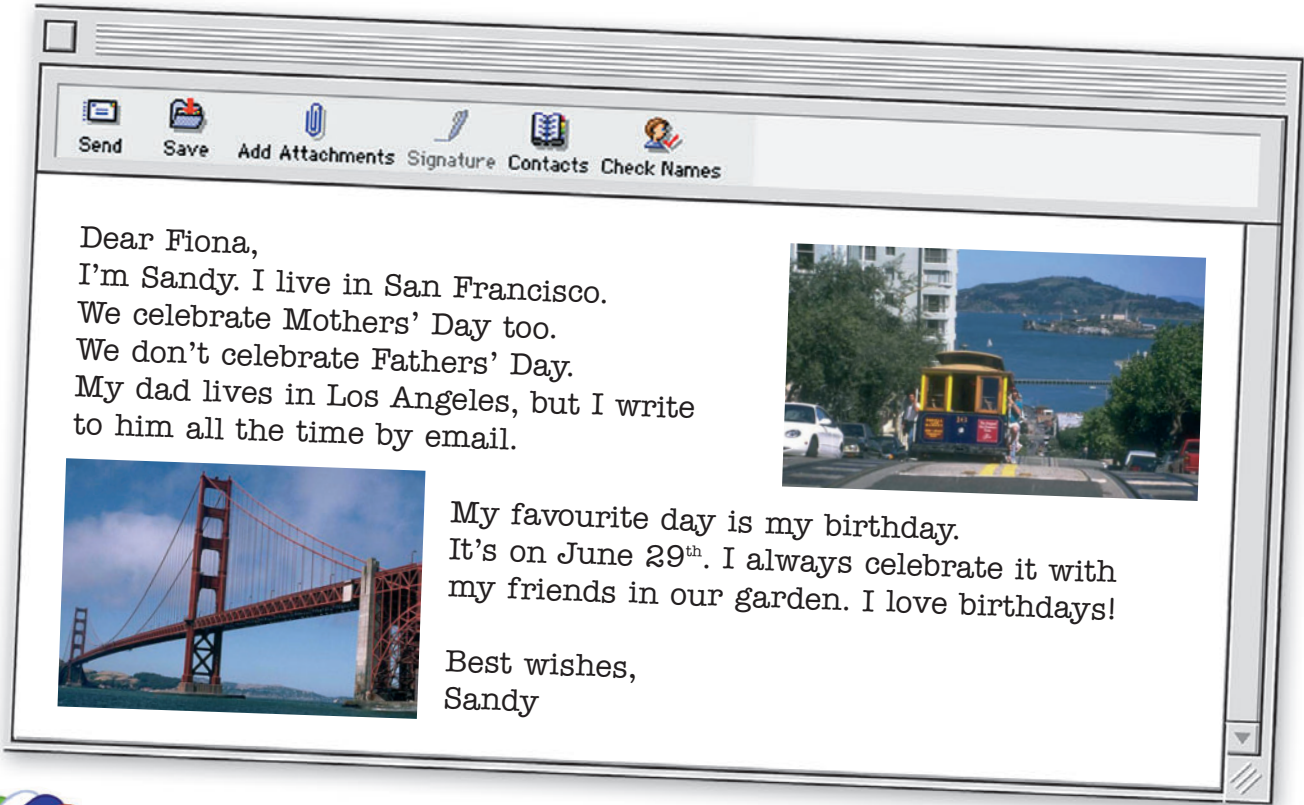 Send Save Add Attachments Signature Contacts Check Names
Dear Fiona,
I'm Sandy. I live in San Francisco.
We celebrate Mothers' Day too.
We don't celebrate Fathers' Day.
My dad lives in Los Angeles, but I write
to him all the time by email.
My favourite day is my birthday.
It's on June 29th. I always celebrate it with
my friends in our garden. I love birthdays!
Best wishes,
Sandy